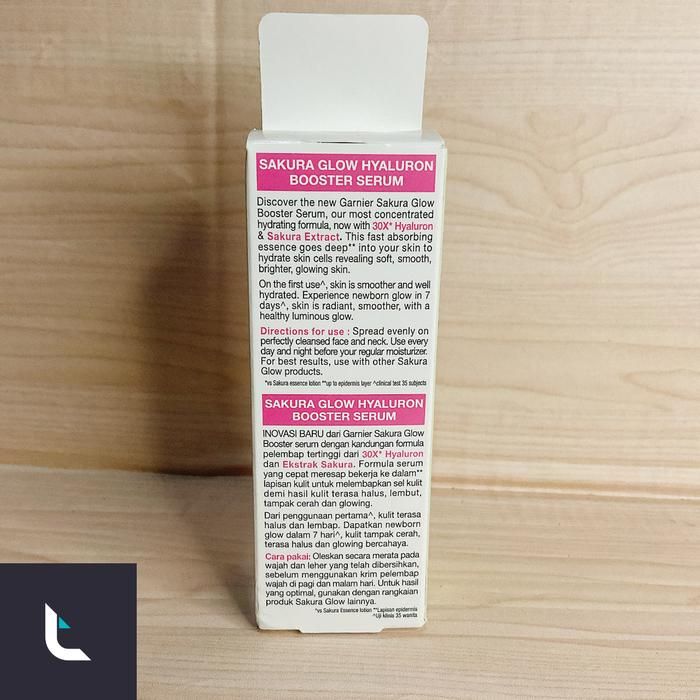 SAKURA GLOW HYALURON
BOOSTER SERUM
Discover the new Garnier Sakura Glow
Booster Serum, our most concentrated
hydrating formula, now with 30X* Hyaluron
& Sakura Extract. This fast absorbing
essence goes deep** into your skin to
hydrate skin cells revealing soft, smooth,
brighter, glowing skin.
On the first use^, skin is smoother and well
hydrated. Experience newborn glow in 7
days^, skin is radiant, smoother, with a
healthy luminous glow.
Directions for use : Spread evenly on
perfectly cleansed face and neck. Use every
day and night before your regular moisturizer.
For best results, use with other Sakura
Glow products.
*vs Sakura essence lotion **up to epidermis layer ^clinical test 35 subjects
SAKURA GLOW HYALURON
BOOSTER SERUM
INOVASI BARU dari Garnier Sakura Glow
Booster serum dengan kandungan formula
pelembap tertinggi dari 30X* Hyaluron
dan Ekstrak Sakura. Formula serum
yang cepat meresap bekerja ke dalam**
lapisan kulit untuk melembapkan sel kulit
demi hasil kulit terasa halus, lembut,
tampak cerah dan glowing.
Dari penggunaan pertama^, kulit terasa
halus dan lembap. Dapatkan newborn
glow dalam 7 hari^, kulit tampak cerah,
terasa halus dan glowing bercahaya.
Cara pakai: Oleskan secara merata pada
wajah dan leher yang telah dibersihkan,
sebelum menggunakan krim pelembap
wajah di pagi dan malam hari. Untuk hasil
yang optimal, gunakan dengan rangkaian
produk Sakura Glow lainnya.
*vs Sakura Essence lotion **Lapisan epidermis
^Uji klinis 35 wanita